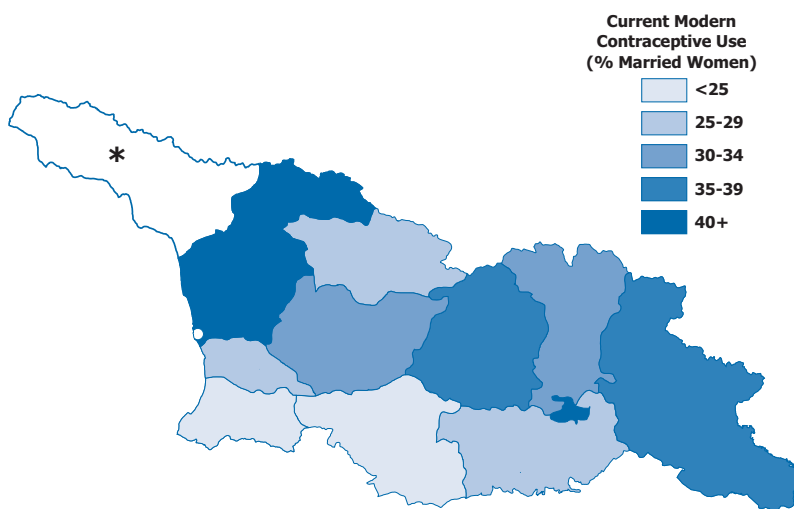 Current Modern
Contraceptive Use
(% Married Women)
<25
25-29
30-34
35-39
40+
*